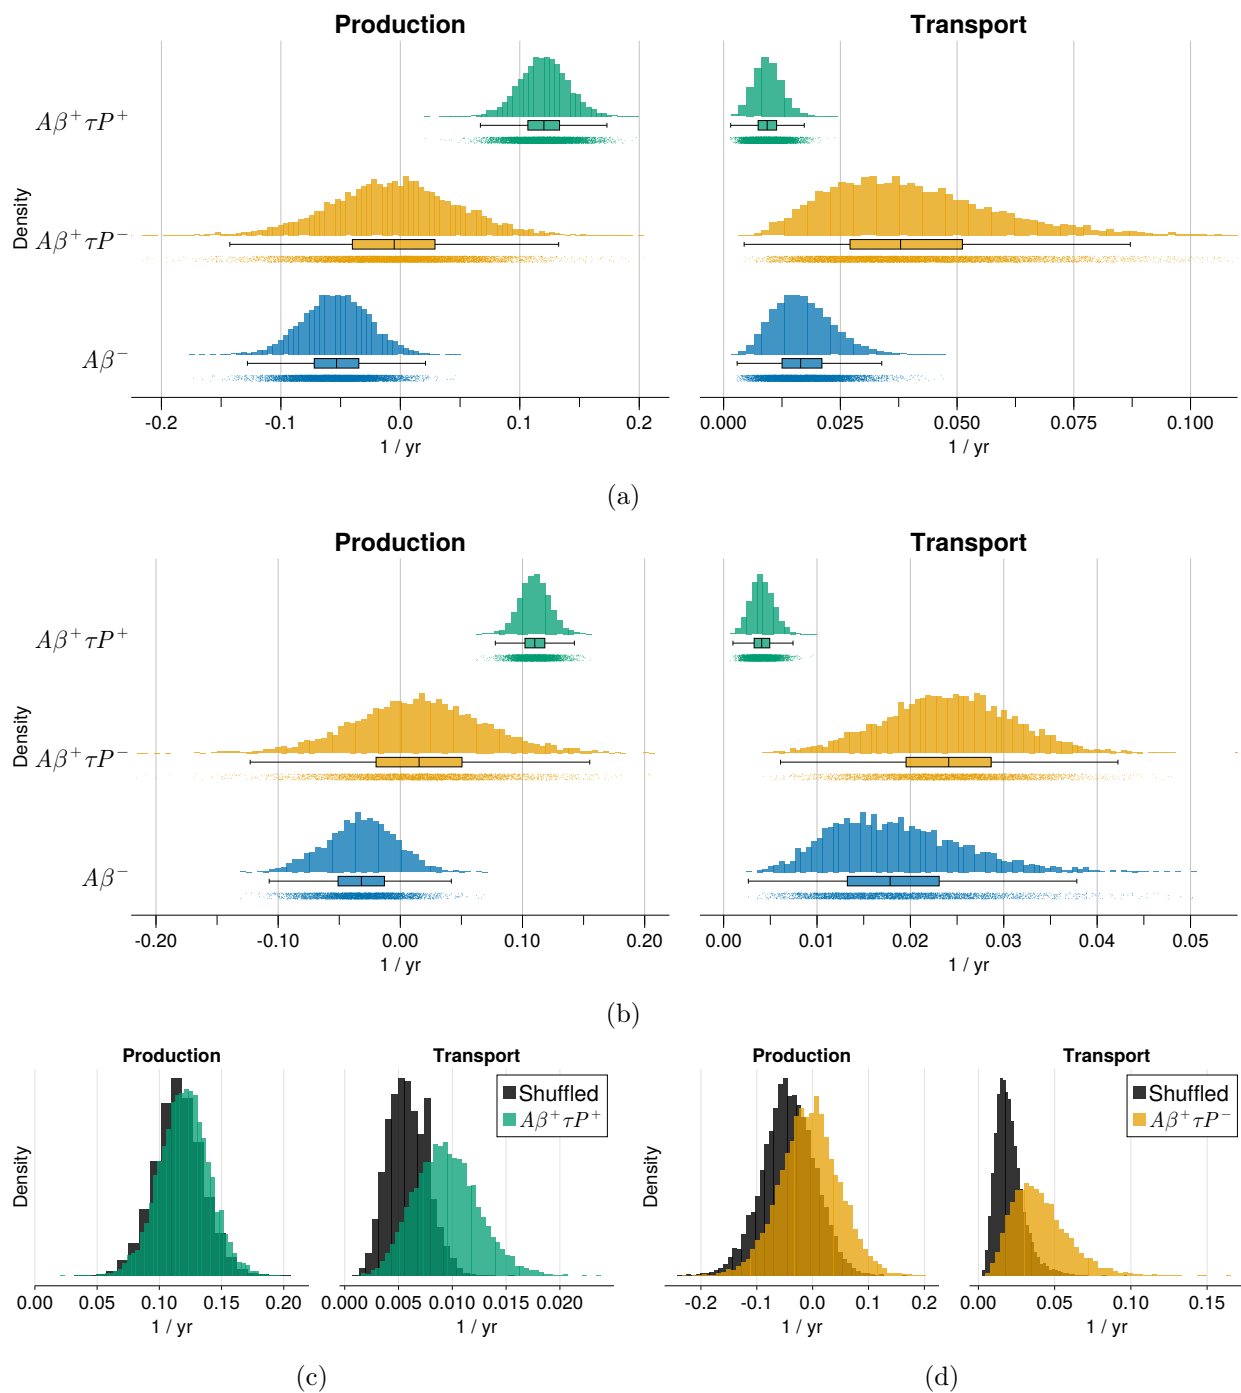 Production Transport
Density
Aβ⁺τP⁺
Aβ⁺τP⁻
Aβ⁻
-0.2 -0.1 0.0 0.1 0.2
1 / yr
0.000 0.025 0.050 0.075 0.100
1 / yr
(a)
Production Transport
Density
Aβ⁺τP⁺
Aβ⁺τP⁻
Aβ⁻
-0.20 -0.10 0.00 0.10 0.20
1 / yr
0.00 0.01 0.02 0.03 0.04 0.05
1 / yr
(b)
Production Transport
Density
Shuffled
Aβ⁺τP⁺
0.00 0.05 0.10 0.15 0.20
1 / yr
0.000 0.005 0.010 0.015 0.020
1 / yr
(c)
Production Transport
Density
Shuffled
Aβ⁺τP⁻
-0.2 -0.1 0.0 0.1 0.2
1 / yr
0.00 0.05 0.10 0.15
1 / yr
(d)